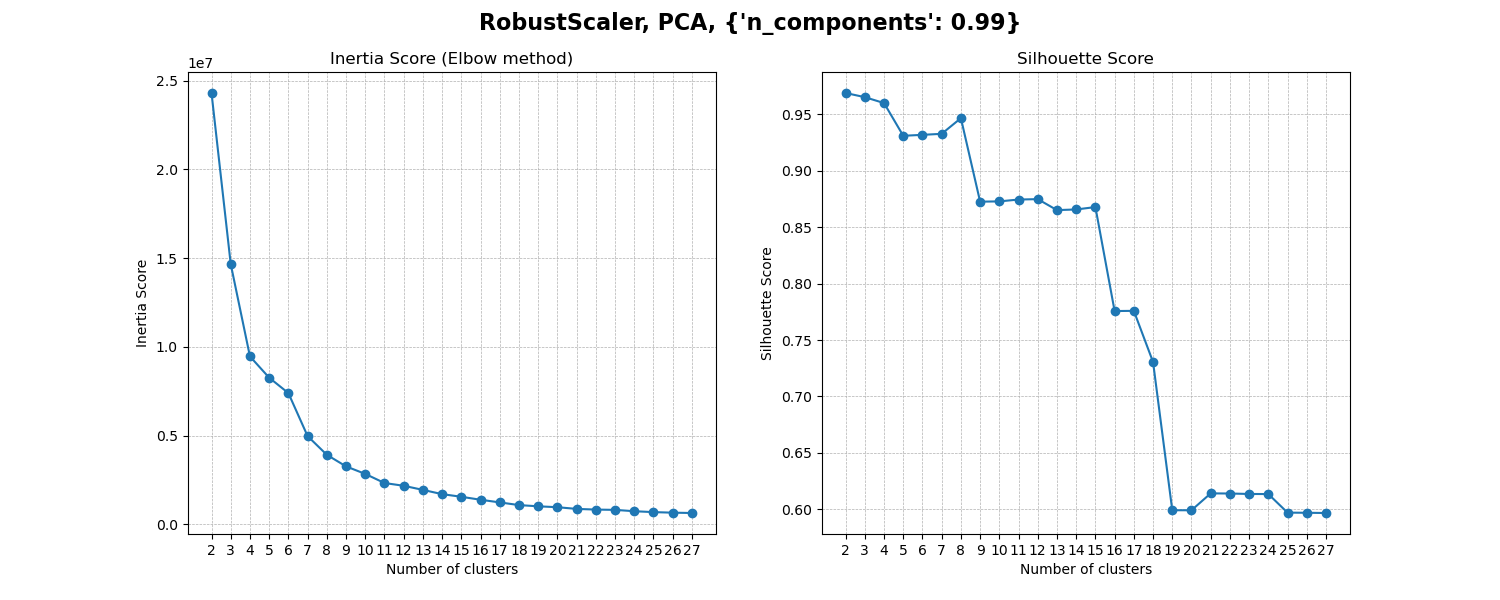 RobustScaler, PCA, {'n_components': 0.99}
Inertia Score (Elbow method)
1e7
2.5
2.0
1.5
1.0
0.5
0.0
Inertia Score
2 3 4 5 6 7 8 9 10 11 12 13 14 15 16 17 18 19 20 21 22 23 24 25 26 27
Number of clusters
Silhouette Score
0.95
0.90
0.85
0.80
0.75
0.70
0.65
0.60
Silhouette Score
2 3 4 5 6 7 8 9 10 11 12 13 14 15 16 17 18 19 20 21 22 23 24 25 26 27
Number of clusters